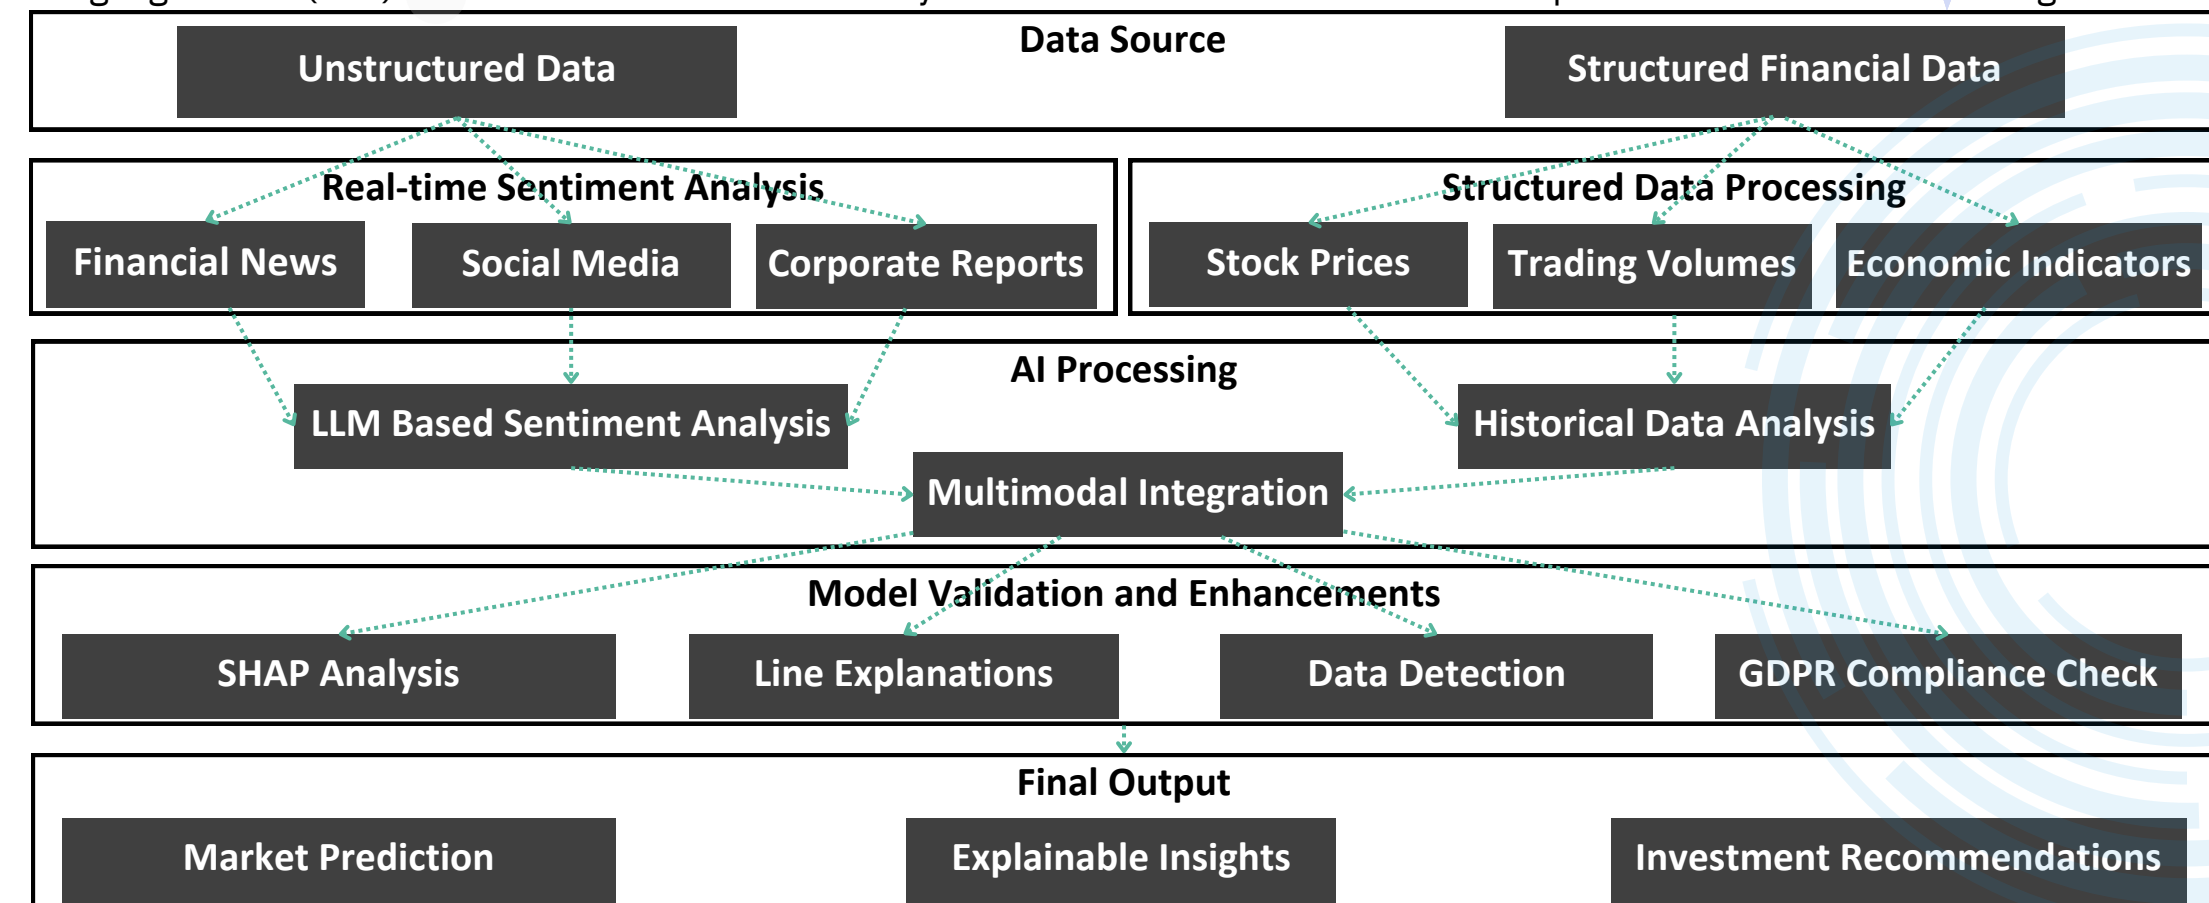 Data Source
Unstructured Data
Structured Financial Data
Real-time Sentiment Analysis
Structured Data Processing
Financial News
Social Media
Corporate Reports
Stock Prices
Trading Volumes
Economic Indicators
AI Processing
LLM Based Sentiment Analysis
Historical Data Analysis
Multimodal Integration
Model Validation and Enhancements
SHAP Analysis
Line Explanations
Data Detection
GDPR Compliance Check
Final Output
Market Prediction
Explainable Insights
Investment Recommendations